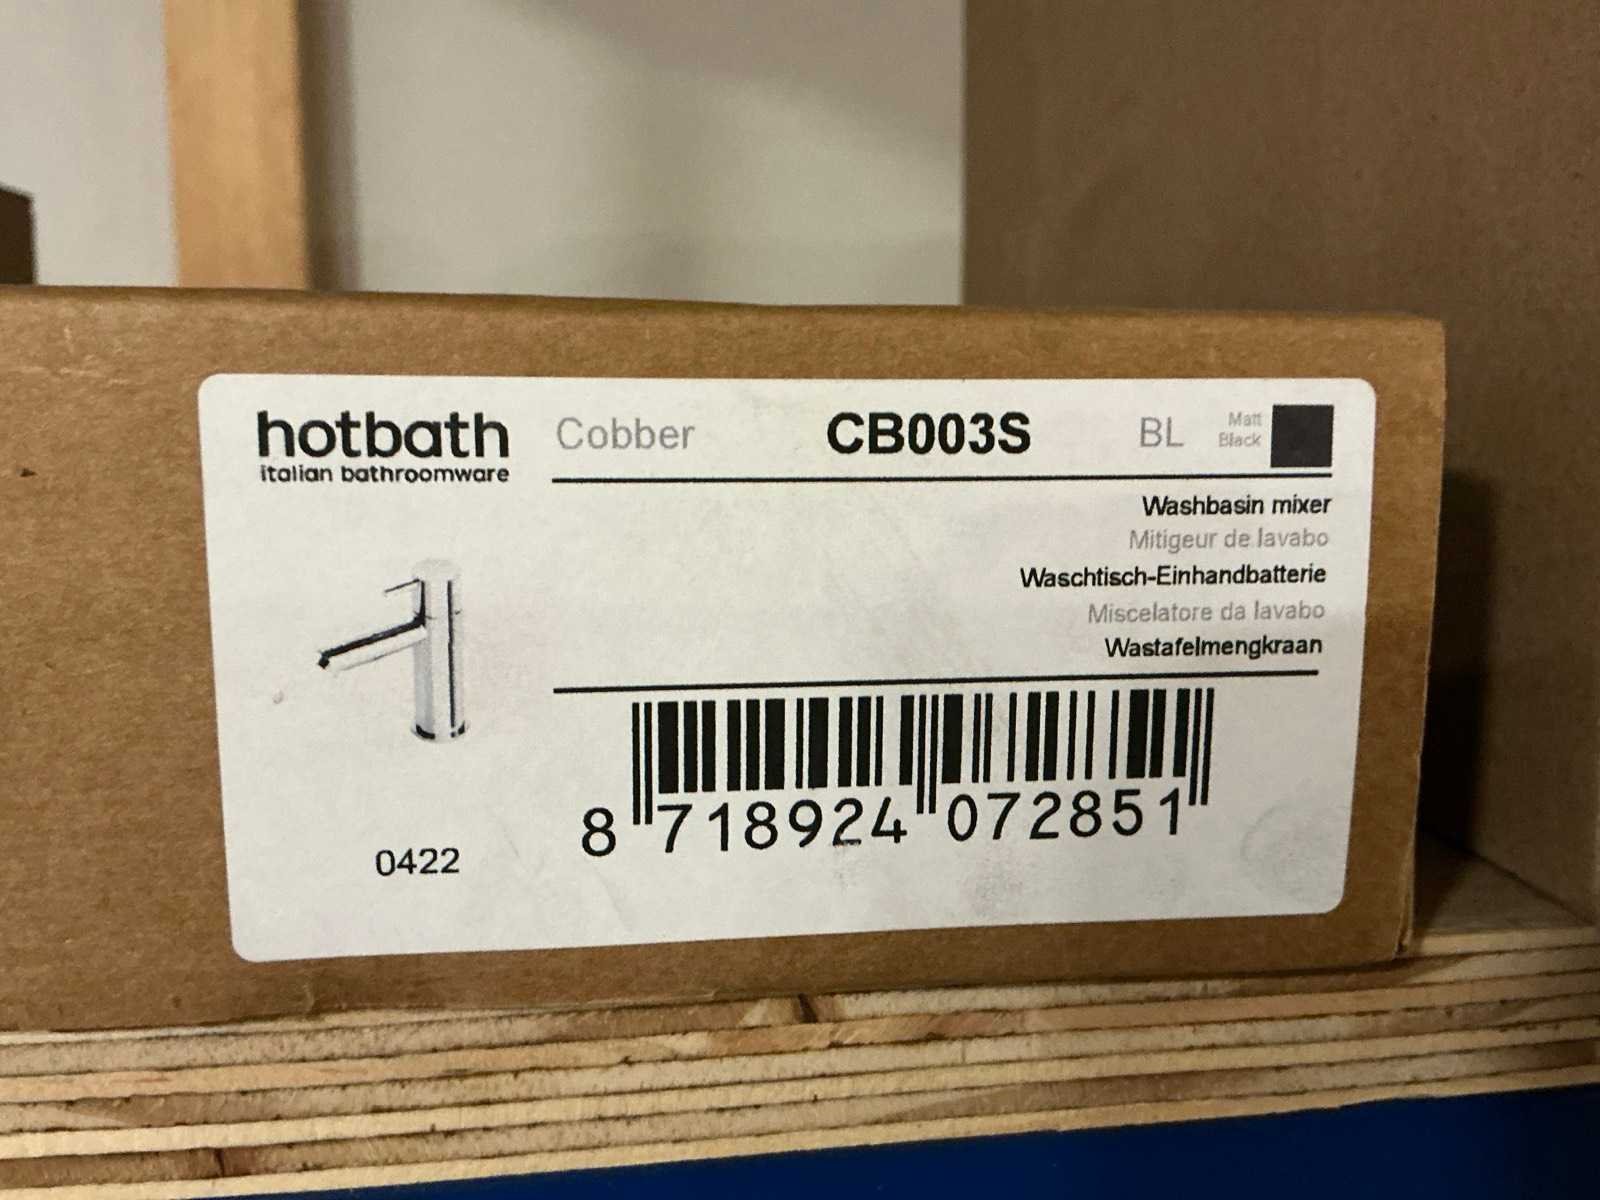 hotbath Cobber CB003S BL Matt Black
italian bathroomware
Washbasin mixer
Mitigeur de lavabo
Waschtisch-Einhandbatterie
Miscelatore da lavabo
Wastafelmengkraan
8 718924 072851
0422